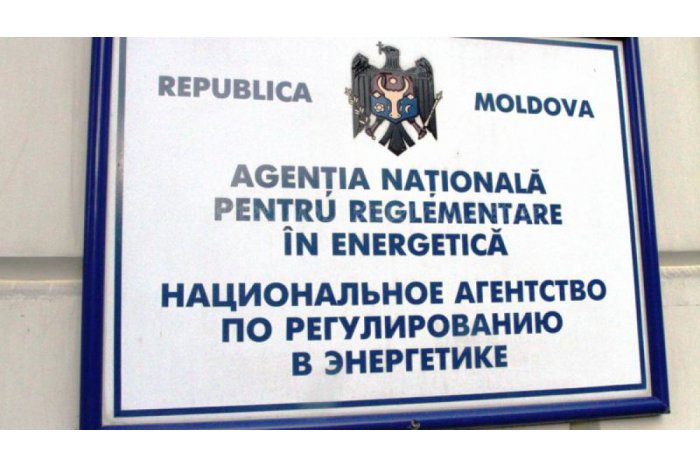 REPUBLICA MOLDOVA
AGENȚIA NAȚIONALĂ
PENTRU REGLEMENTARE
ÎN ENERGETICĂ
НАЦИОНАЛЬНОЕ АГЕНТСТВО
ПО РЕГУЛИРОВАНИЮ
В ЭНЕРГЕТИКЕ